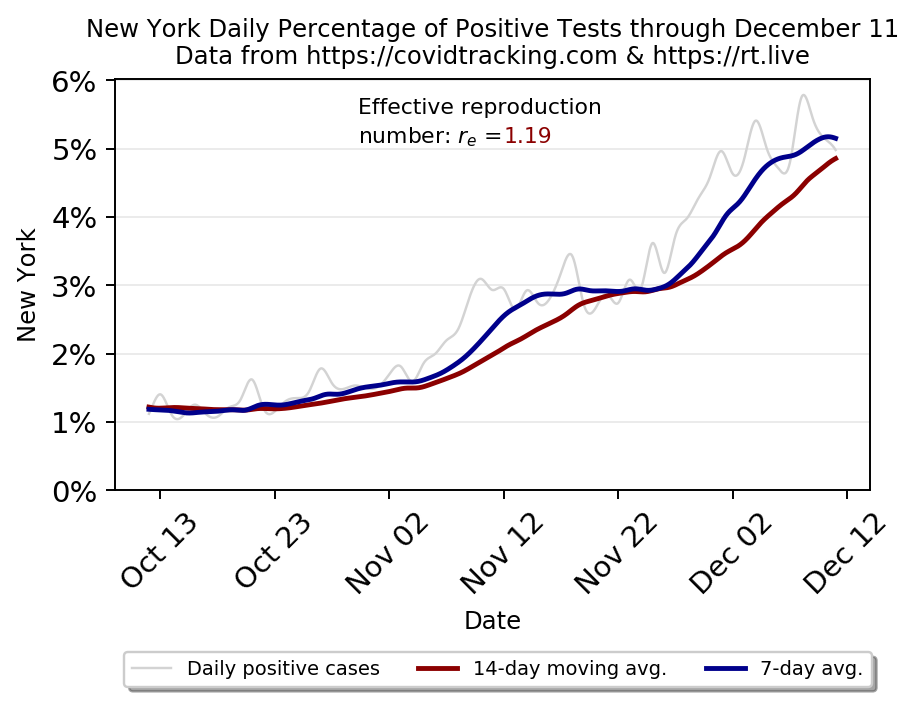 New York Daily Percentage of Positive Tests through December 11
Data from https://covidtracking.com & https://rt.live
6%
5%
4%
3%
2%
1%
0%
New York
Effective reproduction
number: rₑ =1.19
Oct 13
Oct 23
Nov 02
Nov 12
Nov 22
Dec 02
Dec 12
Date
Daily positive cases
14-day moving avg.
7-day avg.